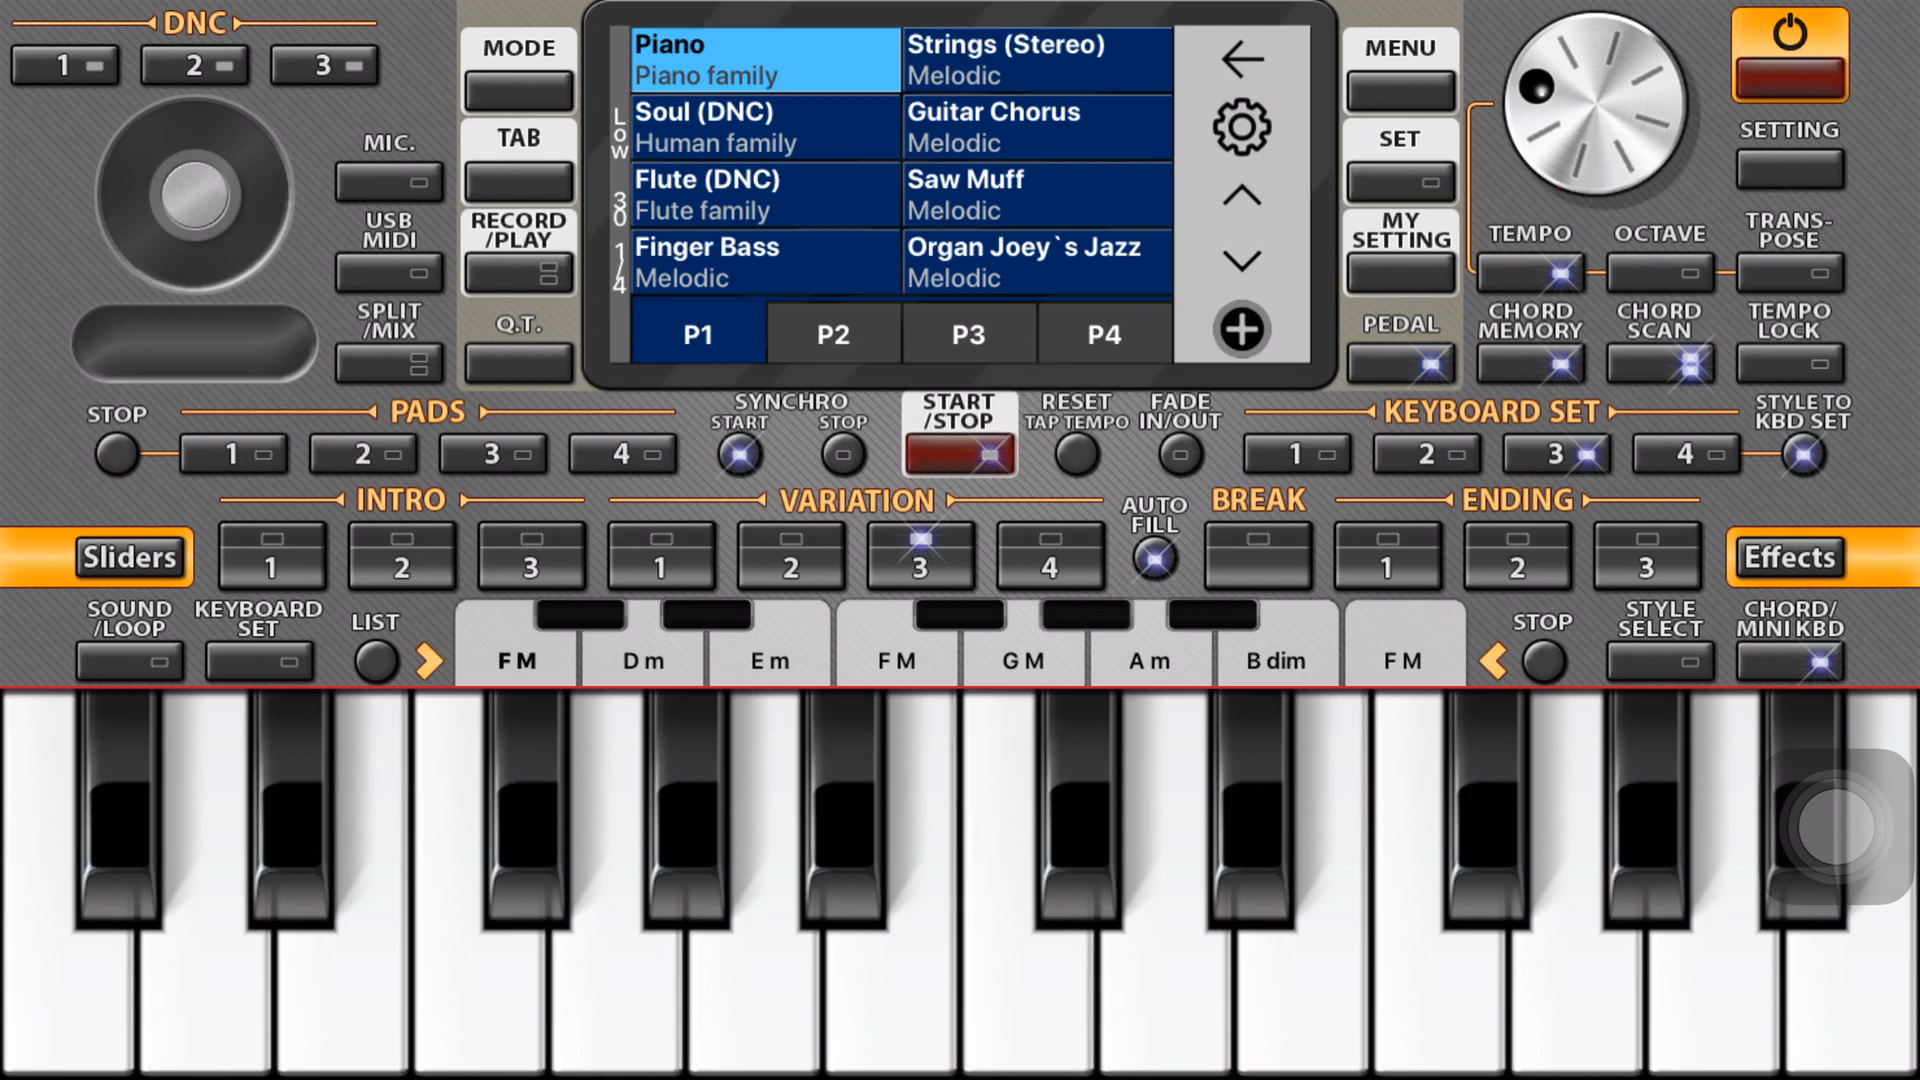 DNC
1
2
3
MIC.
USB
MIDI
SPLIT
/MIX
MODE
TAB
RECORD
/PLAY
Q.T.
Low
30
1/4
Piano
Piano family
Strings (Stereo)
Melodic
Soul (DNC)
Human family
Guitar Chorus
Melodic
Flute (DNC)
Flute family
Saw Muff
Melodic
Finger Bass
Melodic
Organ Joey`s Jazz
Melodic
P1
P2
P3
P4
MENU
SET
MY
SETTING
PEDAL
SETTING
TEMPO
OCTAVE
TRANS-
POSE
CHORD
MEMORY
CHORD
SCAN
TEMPO
LOCK
STOP
PADS
1
2
3
4
SYNCHRO
START
STOP
START
/STOP
RESET
TAP TEMPO
FADE
IN/OUT
KEYBOARD SET
1
2
3
4
STYLE TO
KBD SET
INTRO
VARIATION
AUTO
FILL
BREAK
ENDING
Sliders
1
2
3
1
2
3
4
1
2
3
Effects
SOUND
/LOOP
KEYBOARD
SET
LIST
F M
D m
E m
F M
G M
A m
B dim
F M
STOP
STYLE
SELECT
CHORD/
MINI KBD